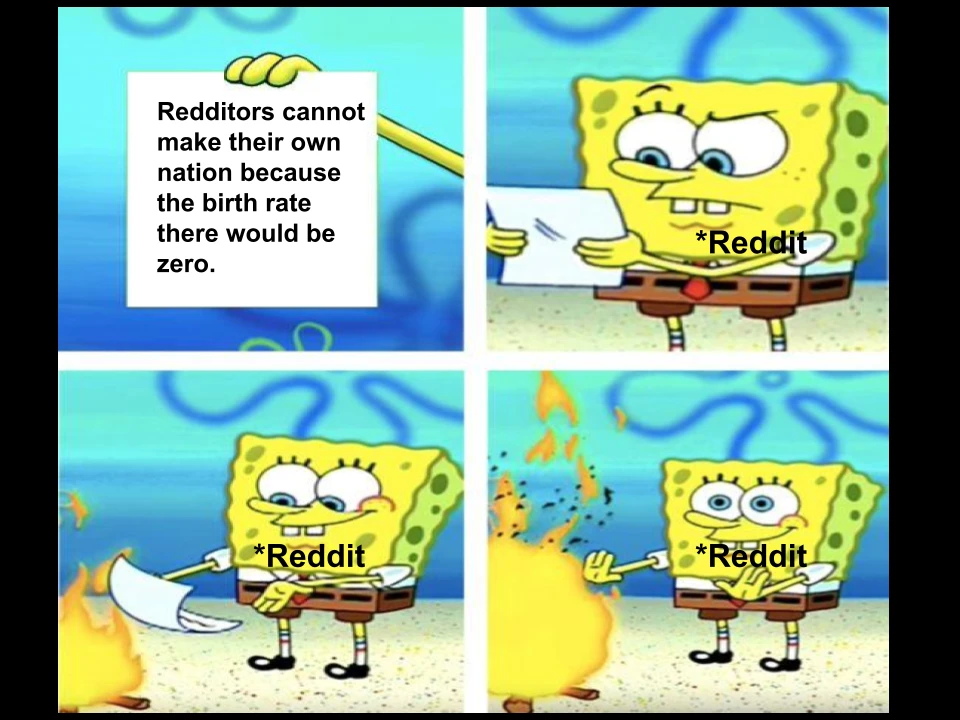 Redditors cannot
make their own
nation because
the birth rate
there would be
zero.
*Reddit
*Reddit
*Reddit